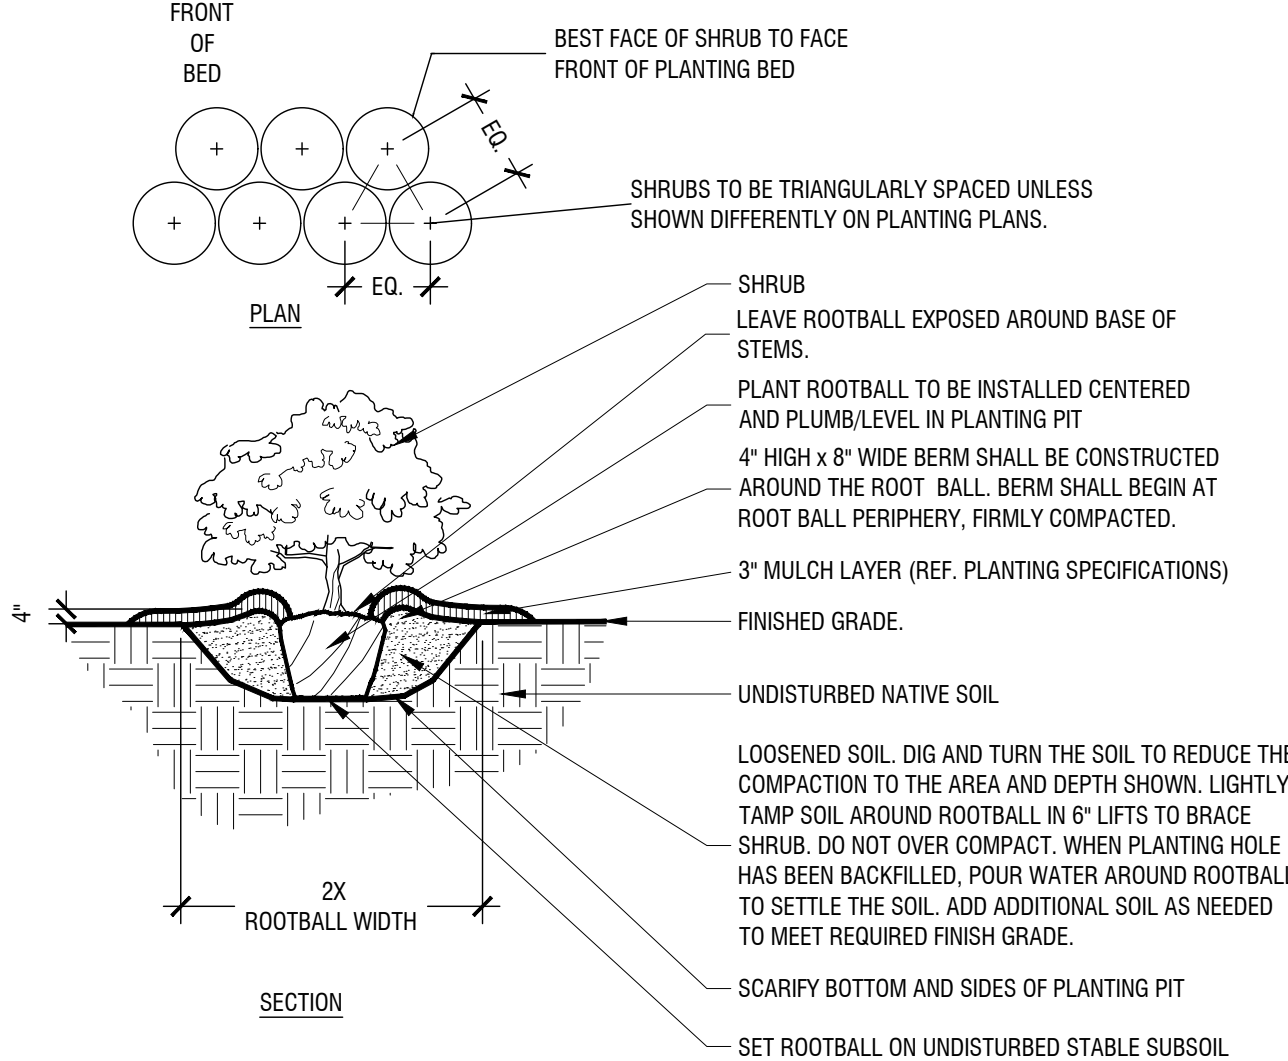 FRONT
OF
BED
BEST FACE OF SHRUB TO FACE
FRONT OF PLANTING BED
EQ.
SHRUBS TO BE TRIANGULARLY SPACED UNLESS
SHOWN DIFFERENTLY ON PLANTING PLANS.
EQ.
PLAN
SHRUB
LEAVE ROOTBALL EXPOSED AROUND BASE OF
STEMS.
PLANT ROOTBALL TO BE INSTALLED CENTERED
AND PLUMB/LEVEL IN PLANTING PIT
4" HIGH x 8" WIDE BERM SHALL BE CONSTRUCTED
AROUND THE ROOT BALL. BERM SHALL BEGIN AT
ROOT BALL PERIPHERY, FIRMLY COMPACTED.
3" MULCH LAYER (REF. PLANTING SPECIFICATIONS)
4"
FINISHED GRADE.
UNDISTURBED NATIVE SOIL
LOOSENED SOIL. DIG AND TURN THE SOIL TO REDUCE THE
COMPACTION TO THE AREA AND DEPTH SHOWN. LIGHTLY
TAMP SOIL AROUND ROOTBALL IN 6" LIFTS TO BRACE
SHRUB. DO NOT OVER COMPACT. WHEN PLANTING HOLE
HAS BEEN BACKFILLED, POUR WATER AROUND ROOTBALL
TO SETTLE THE SOIL. ADD ADDITIONAL SOIL AS NEEDED
TO MEET REQUIRED FINISH GRADE.
2X
ROOTBALL WIDTH
SCARIFY BOTTOM AND SIDES OF PLANTING PIT
SECTION
SET ROOTBALL ON UNDISTURBED STABLE SUBSOIL